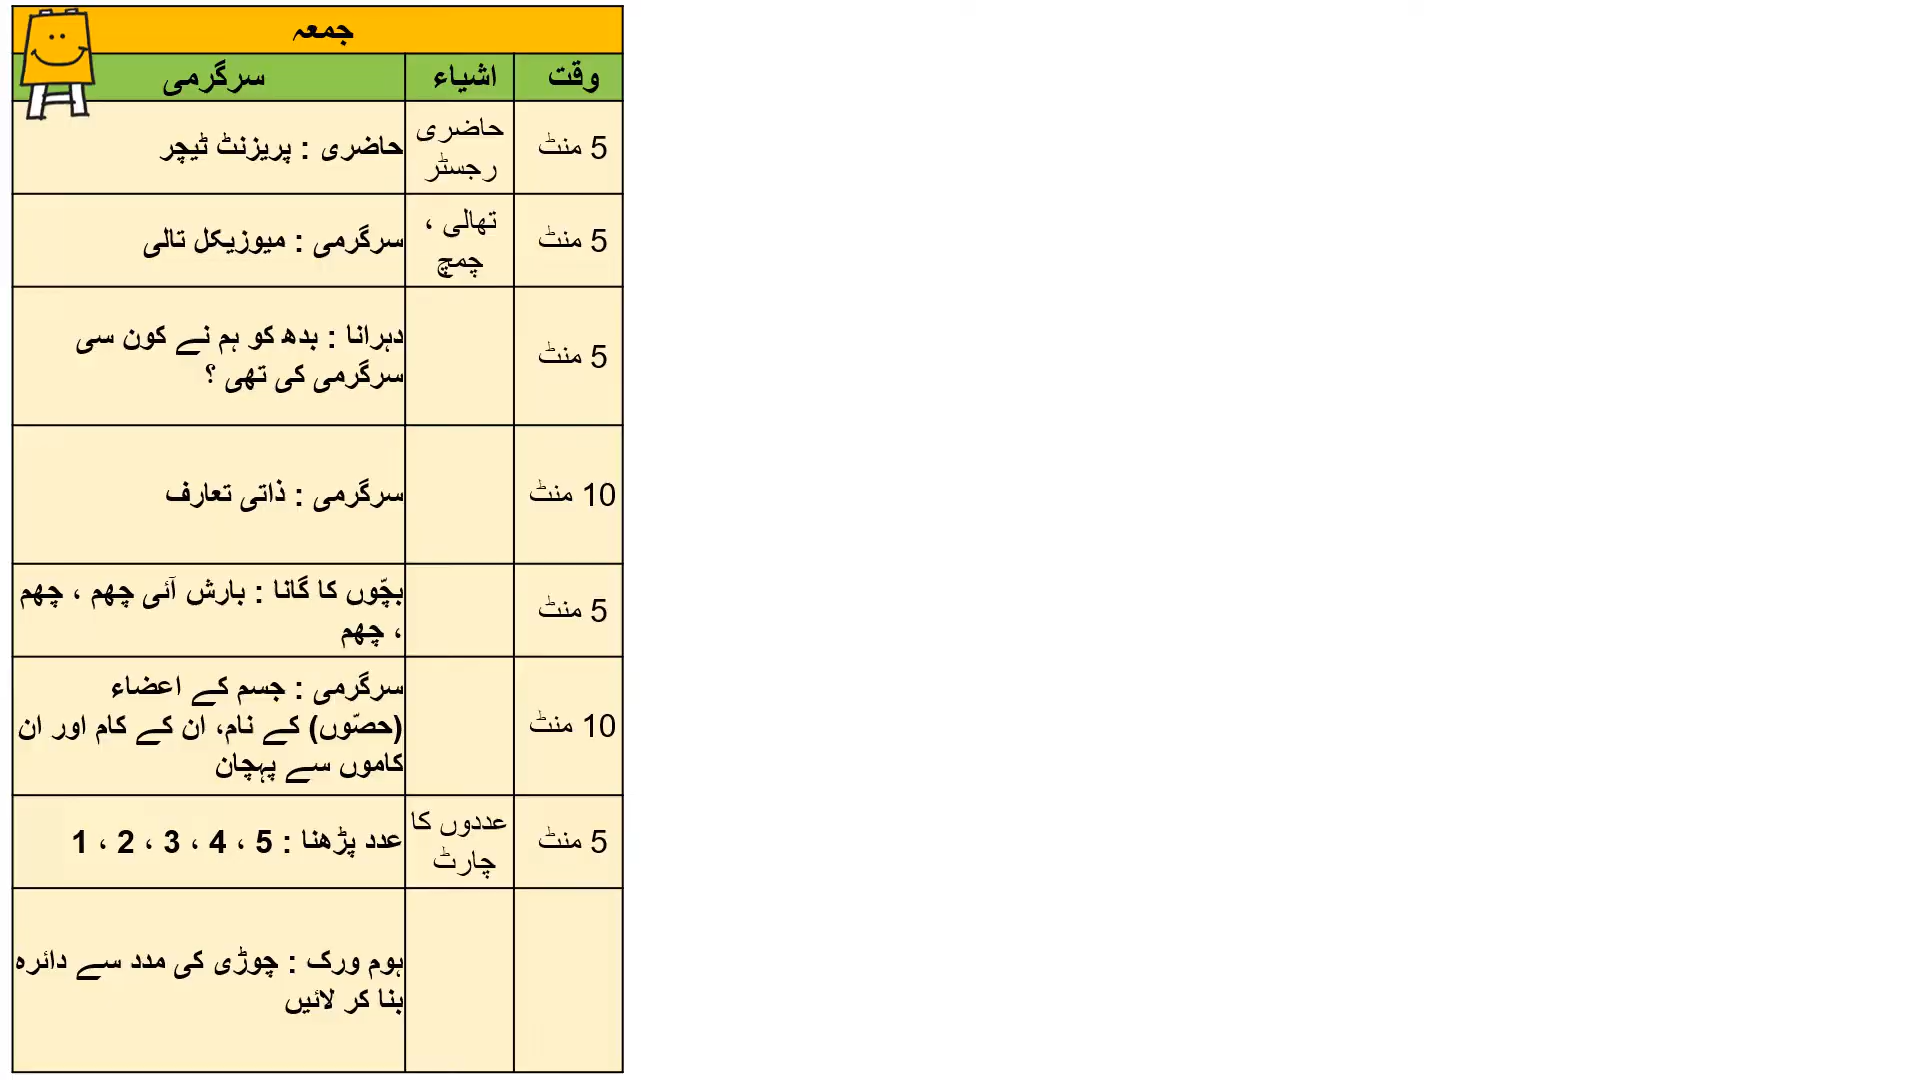 جمعہ
وقت
اشیاء
سرگرمی
5 منٹ
حاضری
رجسٹر
حاضری : پریزنٹ ٹیچر
5 منٹ
تھالی ،
چمچ
سرگرمی : میوزیکل تالی
5 منٹ
دہرانا : بدھ کو ہم نے کون سی
سرگرمی کی تھی ؟
10 منٹ
سرگرمی : ذاتی تعارف
5 منٹ
بچّوں کا گانا : بارش آئی چھم ، چھم
، چھم
10 منٹ
سرگرمی : جسم کے اعضاء
(حصّوں) کے نام، ان کے کام اور ان
کاموں سے پہچان
5 منٹ
عددوں کا
چارٹ
عدد پڑھنا : 5 ، 4 ، 3 ، 2 ، 1
ہوم ورک : چوڑی کی مدد سے دائرہ
بنا کر لائیں